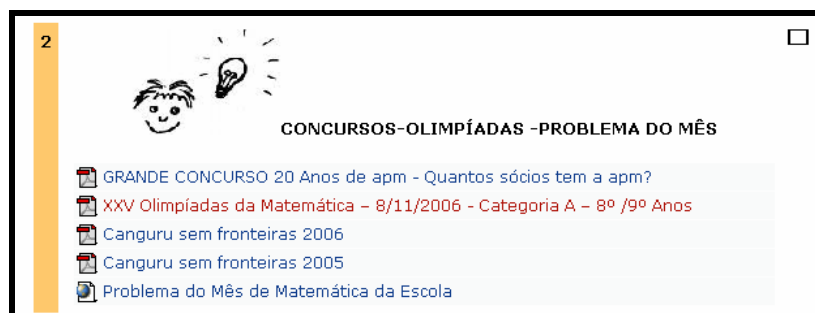 2
CONCURSOS-OLIMPÍADAS -PROBLEMA DO MÊS
GRANDE CONCURSO 20 Anos de apm - Quantos sócios tem a apm?
XXV Olimpíadas da Matemática – 8/11/2006 - Categoria A – 8º /9º Anos
Canguru sem fronteiras 2006
Canguru sem fronteiras 2005
Problema do Mês de Matemática da Escola